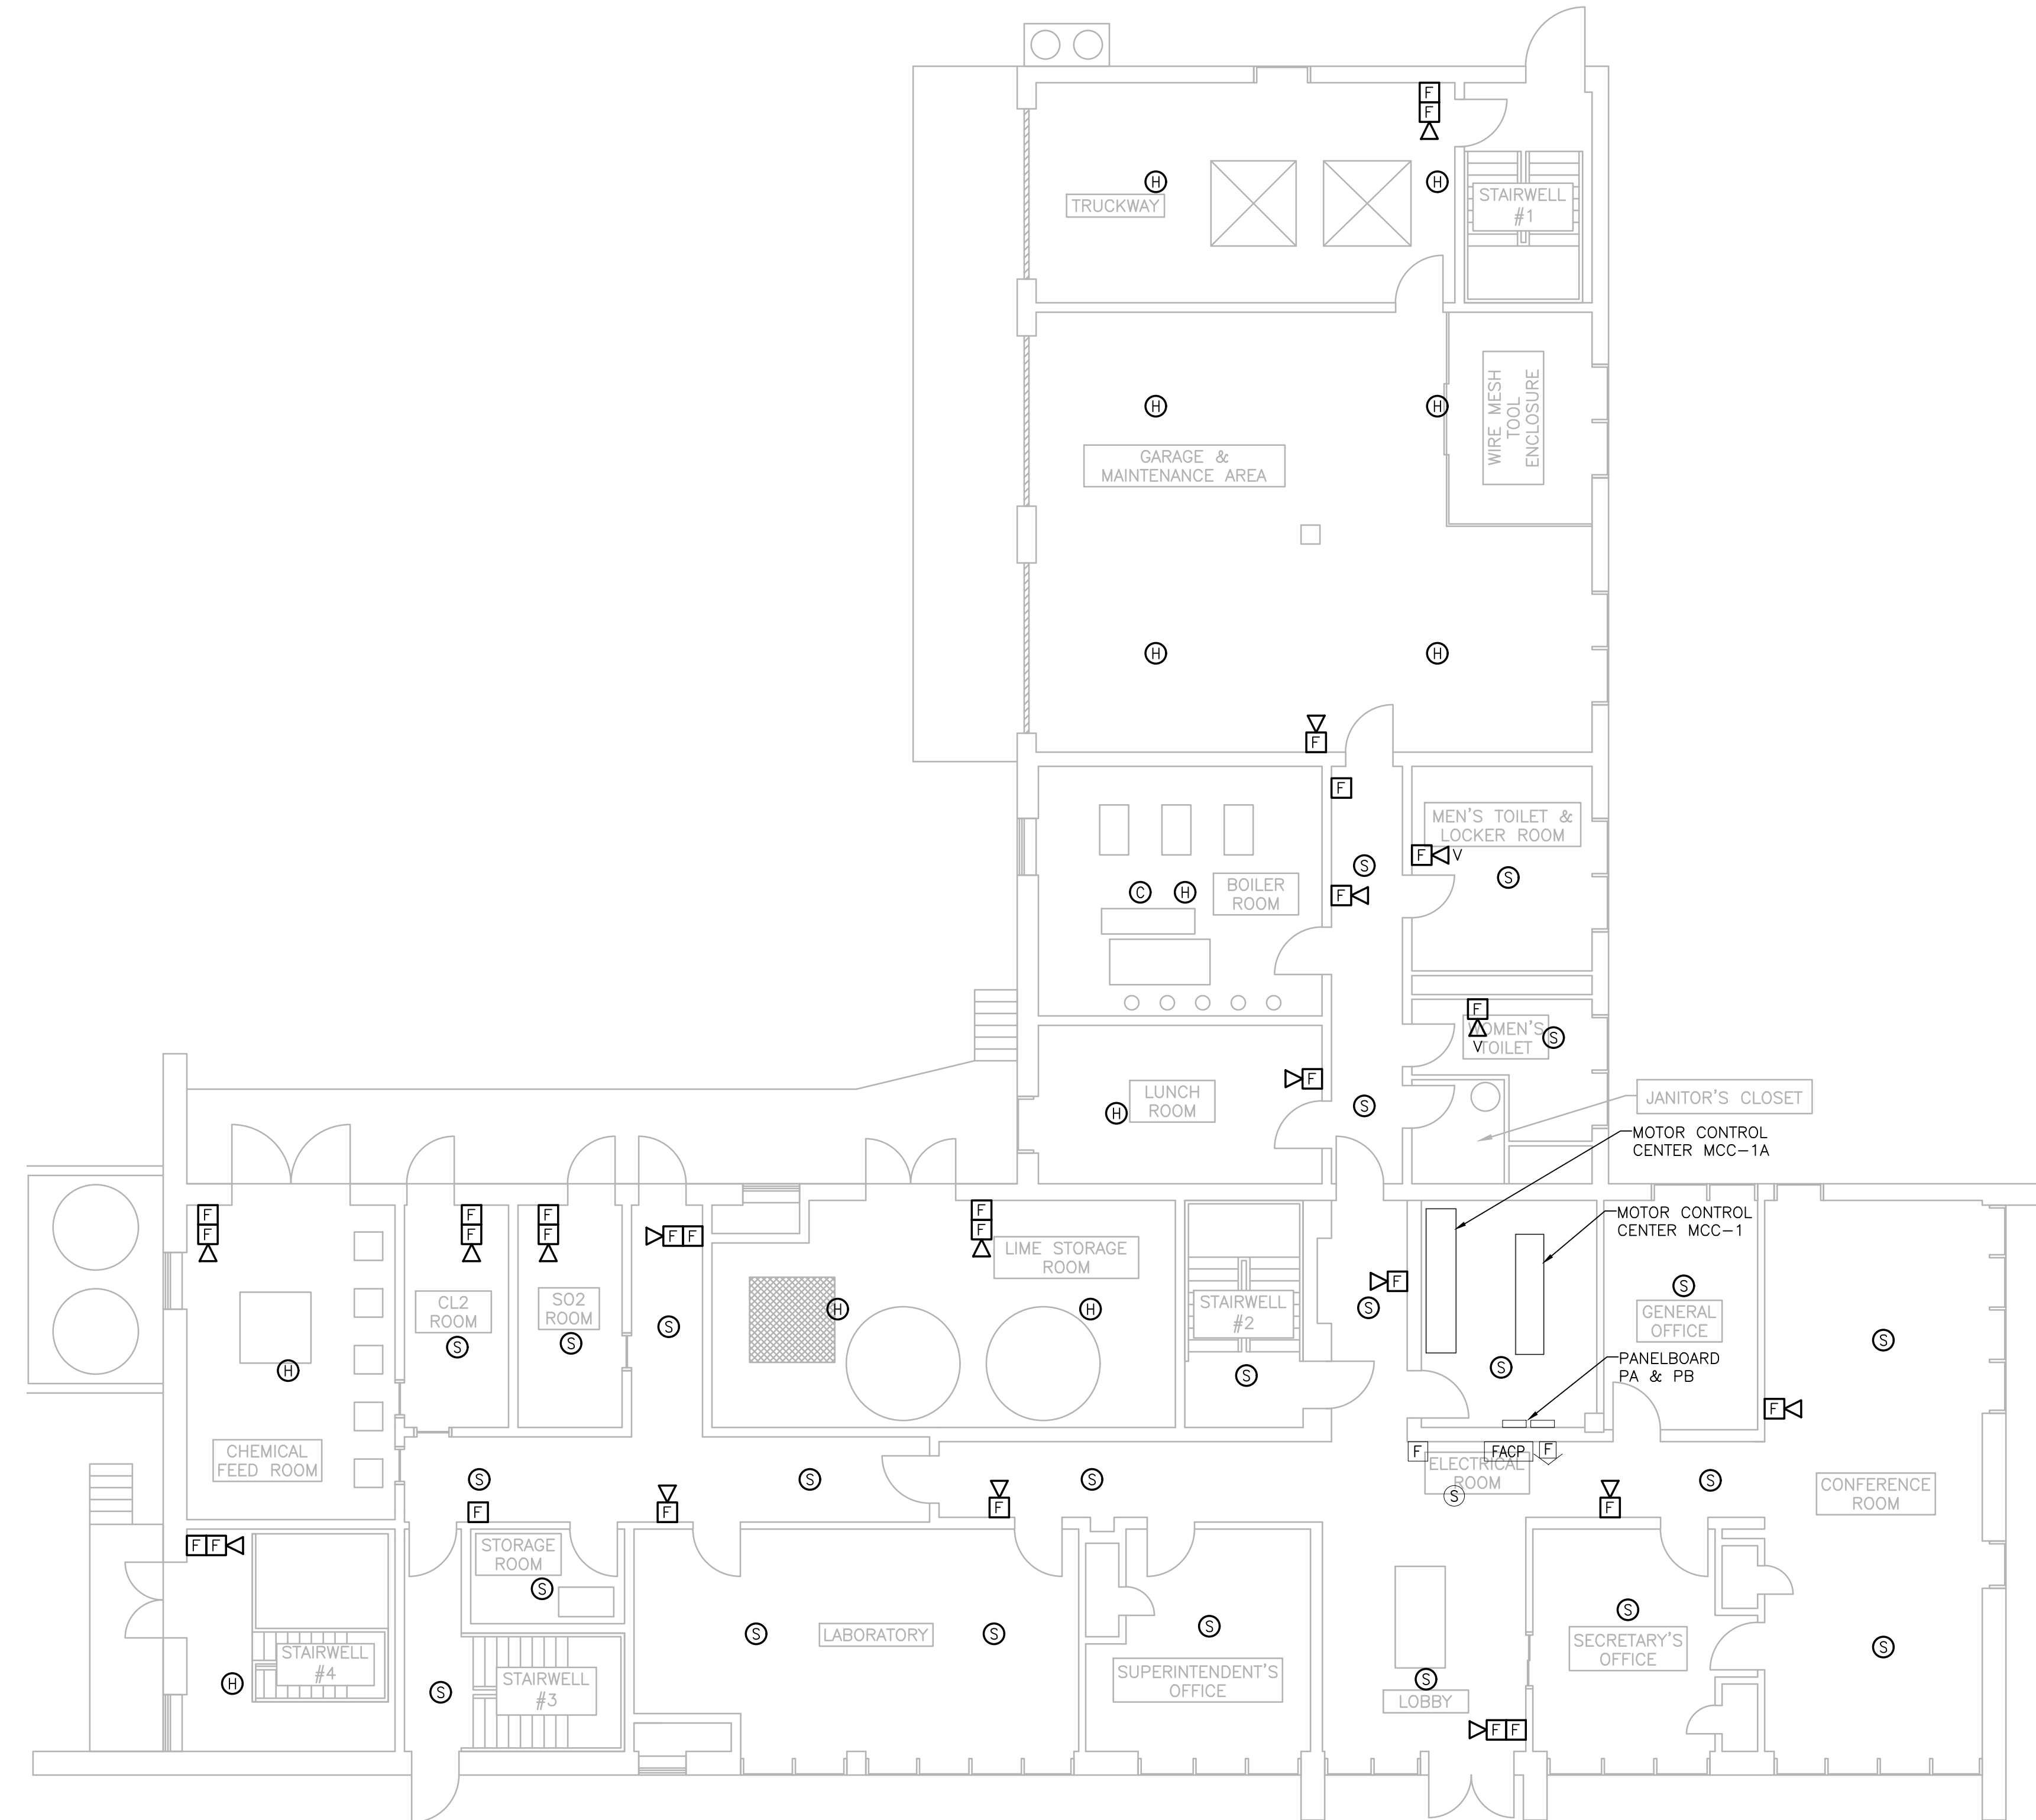 F
F
H
H
TRUCKWAY
STAIRWELL
#1
WIRE MESH
TOOL
ENCLOSURE
H
H
GARAGE &
MAINTENANCE AREA
H
H
F
F
MEN'S TOILET &
LOCKER ROOM
F
V
S
S
F
C
H
BOILER
ROOM
F
WOMEN'S
TOILET
V
S
F
LUNCH
ROOM
H
S
JANITOR'S CLOSET
MOTOR CONTROL
CENTER MCC-1A
F
F
F
F
F
F
F
F
F
F
MOTOR CONTROL
CENTER MCC-1
LIME STORAGE
ROOM
F
S
CL2
ROOM
SO2
ROOM
S
S
S
H
H
STAIRWELL
#2
S
S
GENERAL
OFFICE
S
H
S
S
PANELBOARD
PA & PB
F
CHEMICAL
FEED ROOM
F
FACP
F
ELECTRICAL
ROOM
S
S
S
S
S
CONFERENCE
ROOM
F
F
F
F
F
F
STORAGE
ROOM
S
S
S
LABORATORY
S
S
SECRETARY'S
OFFICE
S
STAIRWELL
#4
H
STAIRWELL
#3
S
SUPERINTENDENT'S
OFFICE
S
LOBBY
F
F